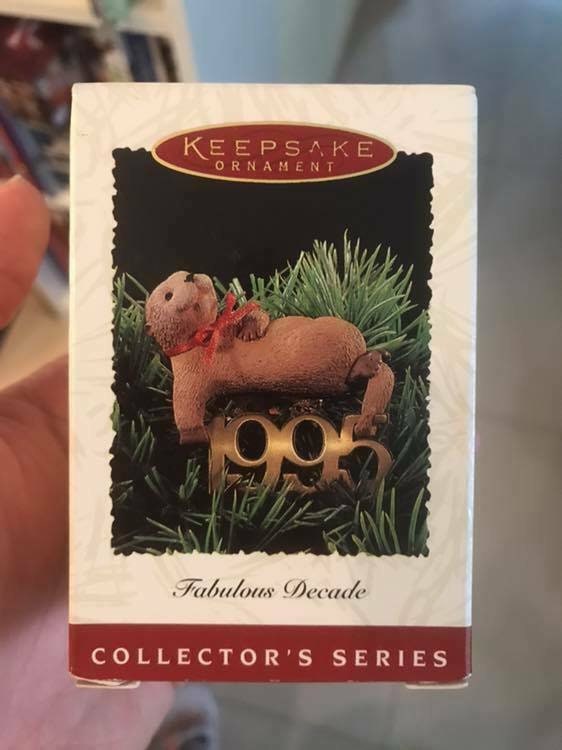 KEEPSAKE
ORNAMENT
1995
Fabulous Decade
COLLECTOR'S SERIES